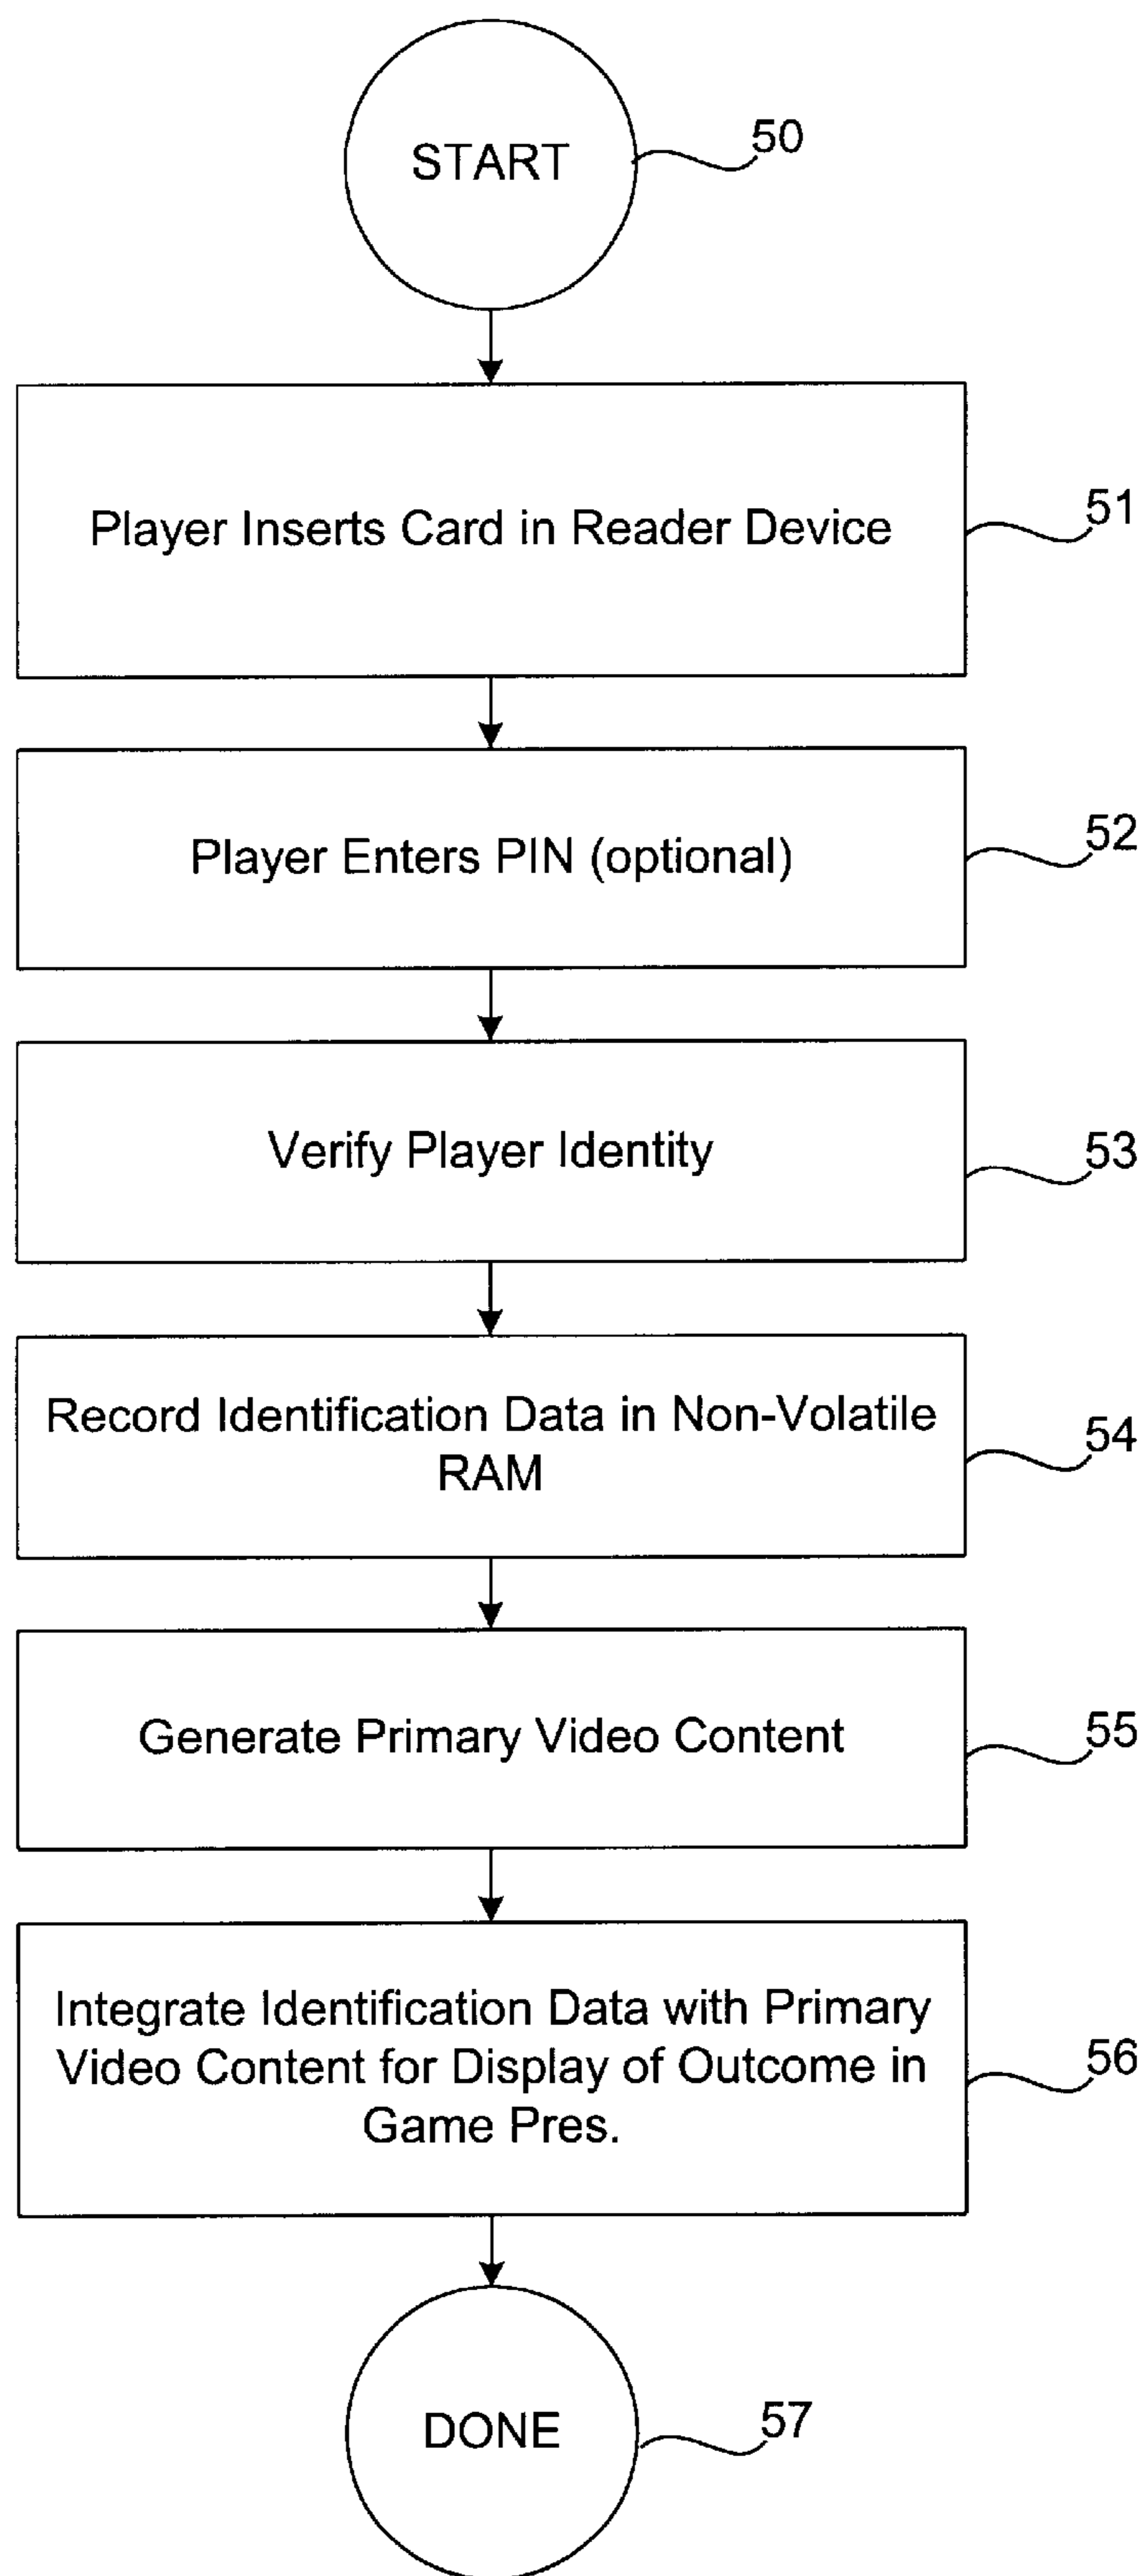 START
50
Player Inserts Card in Reader Device
51
Player Enters PIN (optional)
52
Verify Player Identity
53
Record Identification Data in Non-Volatile
RAM
54
Generate Primary Video Content
55
Integrate Identification Data with Primary
Video Content for Display of Outcome in
Game Pres.
56
DONE
57